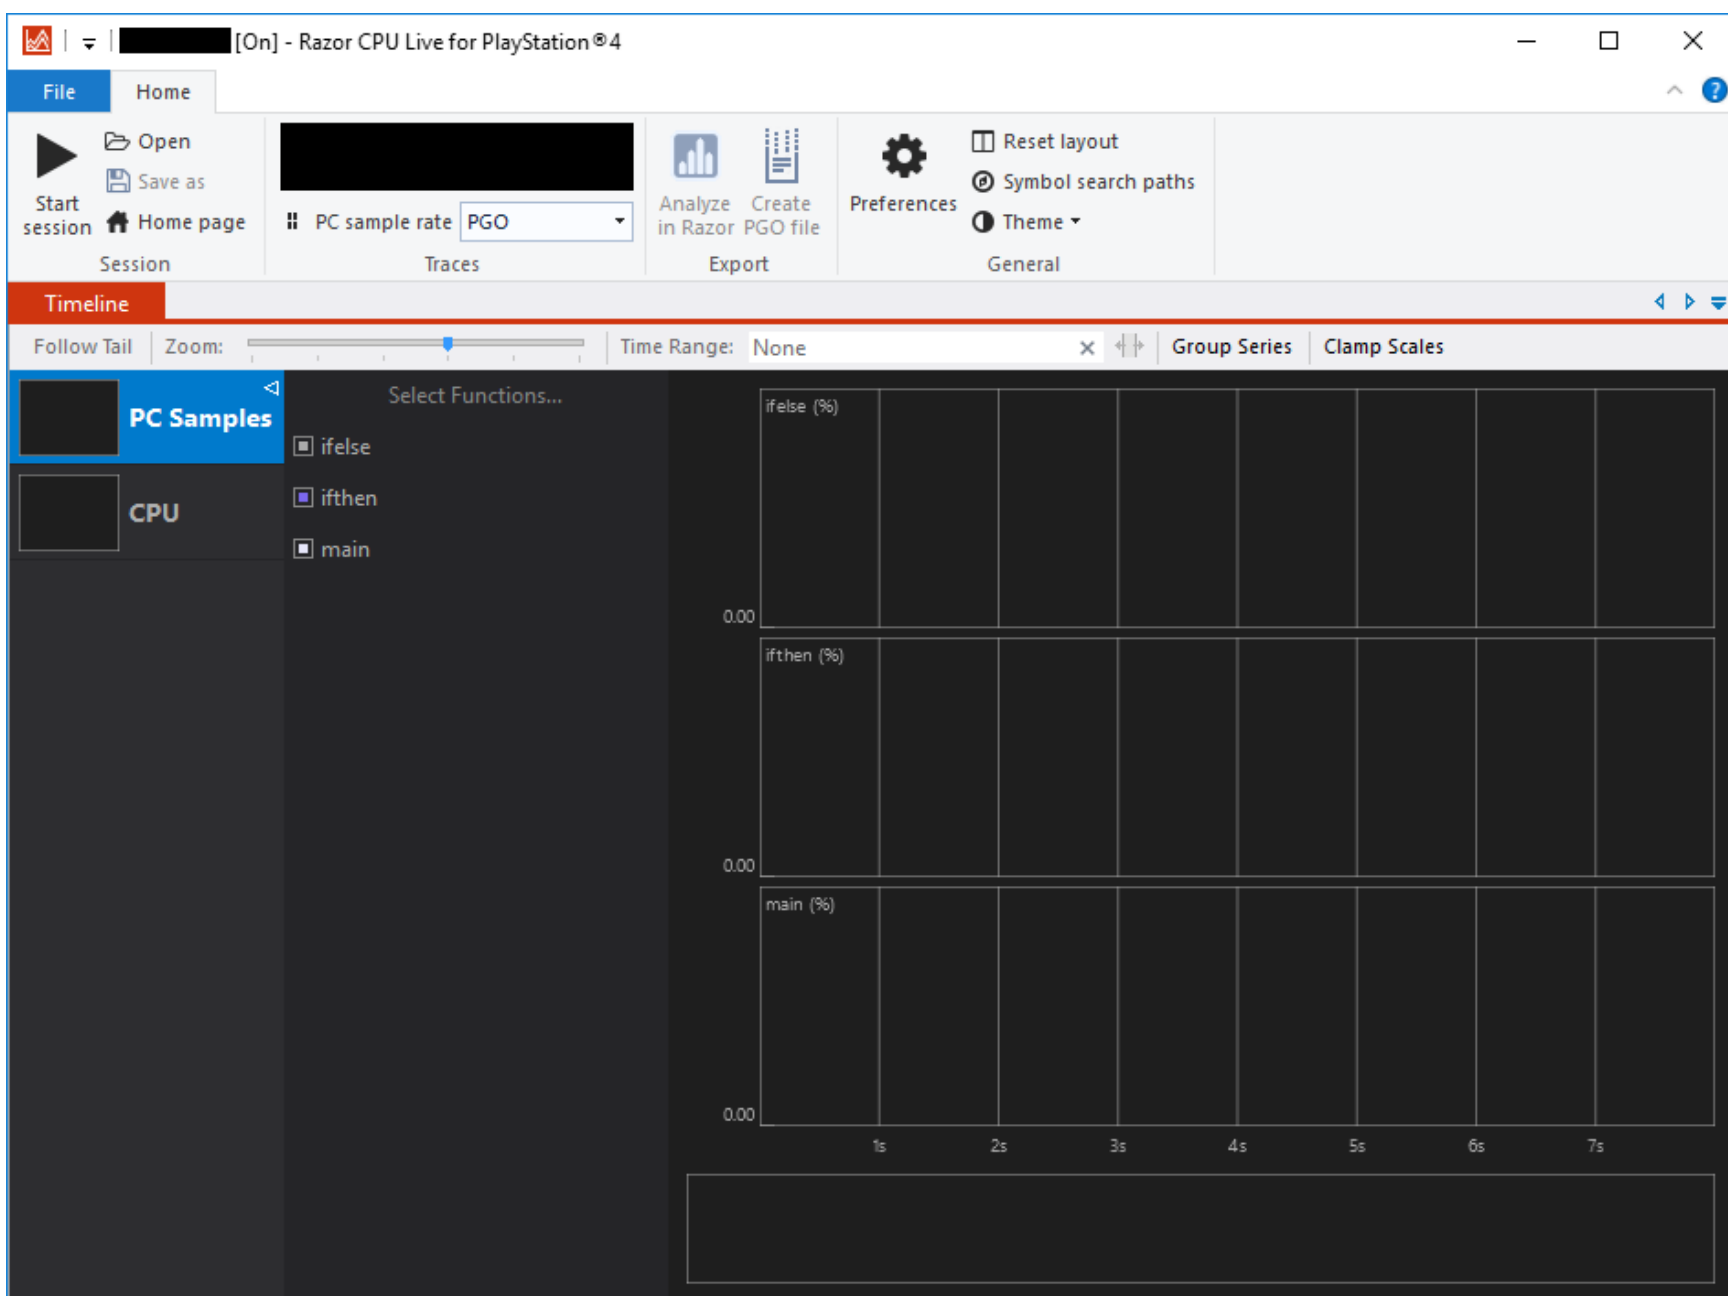 [On] - Razor CPU Live for PlayStation®4
File Home
Start session
Open
Save as
Home page
Session
PC sample rate PGO
Traces
Analyze in Razor
Create PGO file
Export
Preferences
Reset layout
Symbol search paths
Theme
General
Timeline
Follow Tail Zoom: Time Range: None Group Series Clamp Scales
PC Samples
CPU
Select Functions...
ifelse
ifthen
main
ifelse (%)
0.00
ifthen (%)
0.00
main (%)
0.00
1s 2s 3s 4s 5s 6s 7s